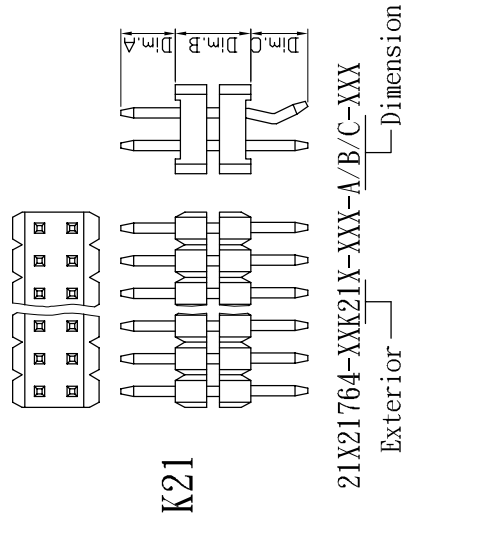 Dim.A
Dim.B
Dim.C
K21
21X21764-XXK21X-XXX-A/B/C-XXX
Exterior
Dimension